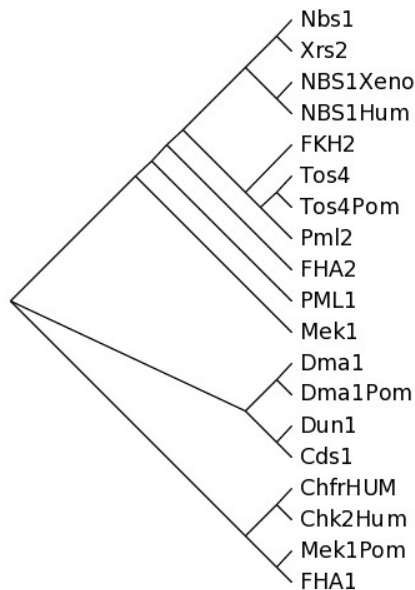 Nbs1
Xrs2
NBS1Xeno
NBS1Hum
FKH2
Tos4
Tos4Pom
Pml2
FHA2
PML1
Mek1
Dma1
Dma1Pom
Dun1
Cds1
ChfrHUM
Chk2Hum
Mek1Pom
FHA1